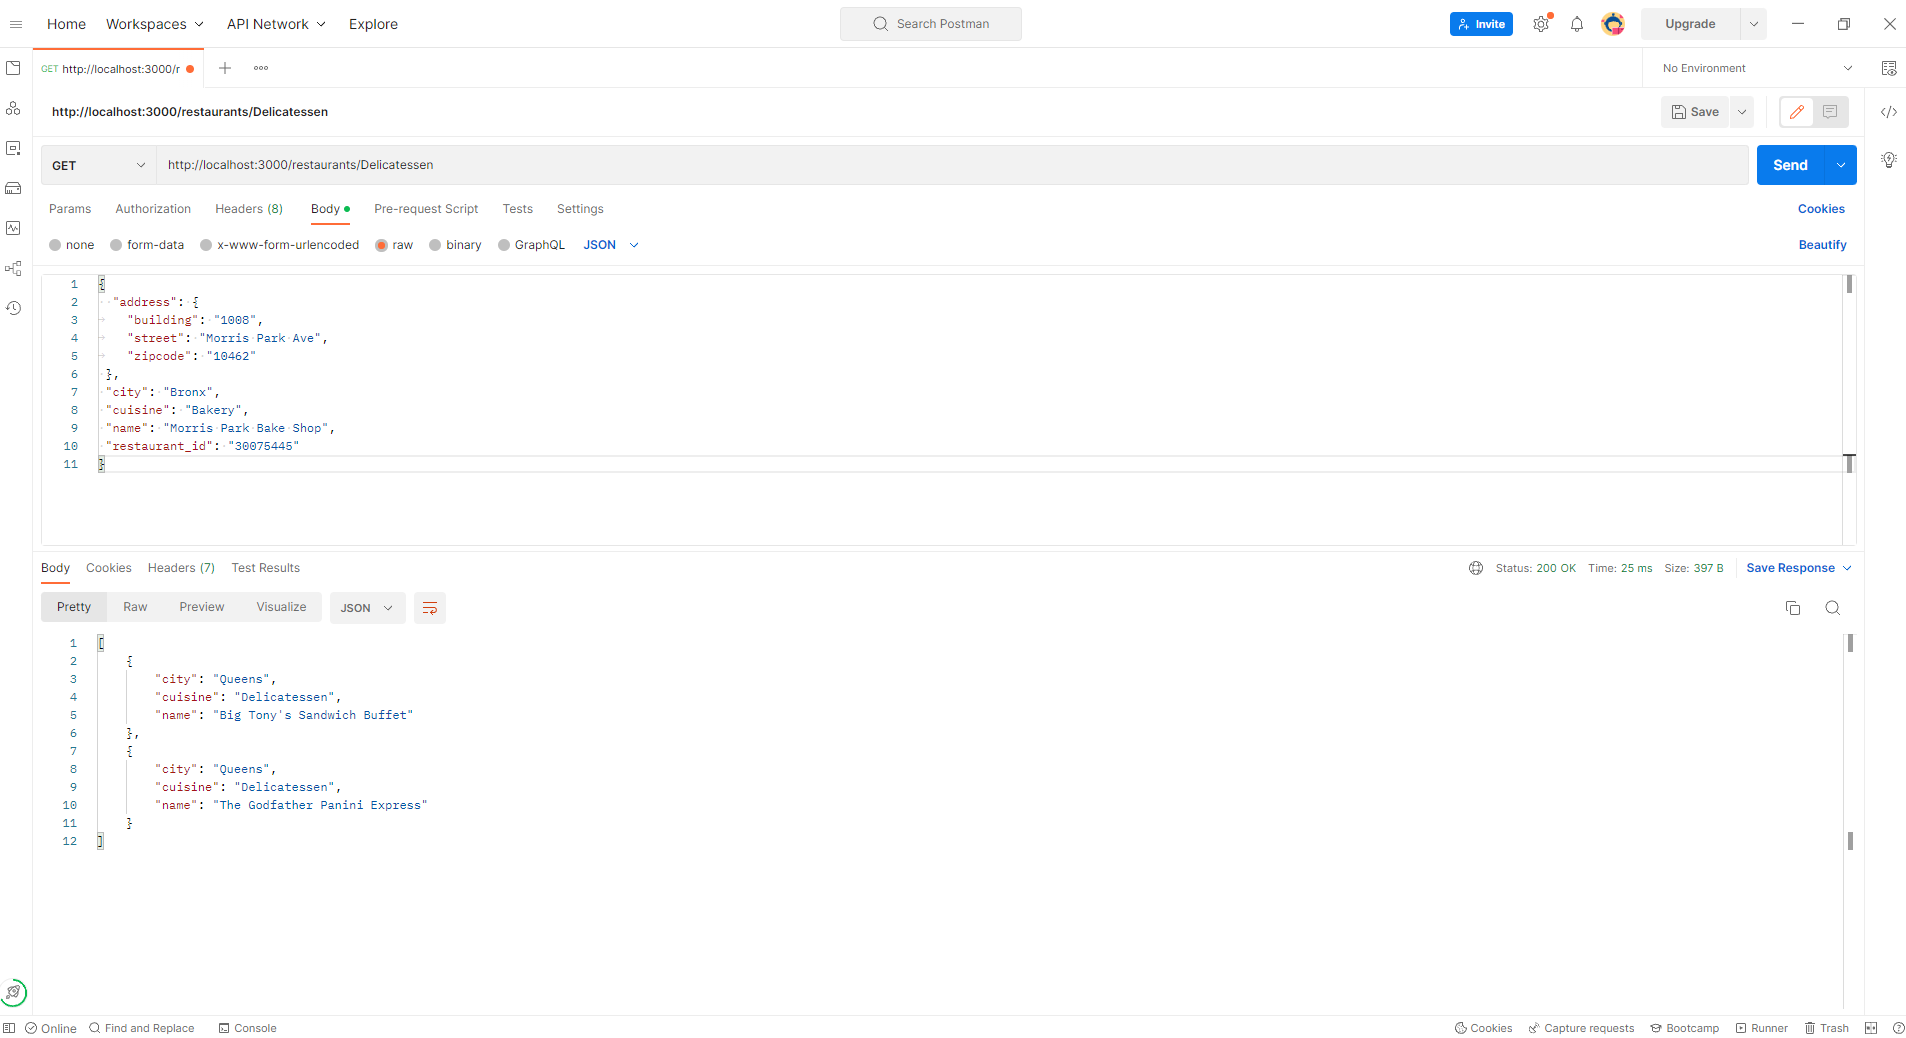 Home Workspaces API Network Explore Search Postman Invite Upgrade
GET http://localhost:3000/r No Environment
http://localhost:3000/restaurants/Delicatessen Save
GET http://localhost:3000/restaurants/Delicatessen Send
Params Authorization Headers (8) Body Pre-request Script Tests Settings Cookies
none form-data x-www-form-urlencoded raw binary GraphQL JSON Beautify
1 {
2 "address": {
3 "building": "1008",
4 "street": "Morris Park Ave",
5 "zipcode": "10462"
6 },
7 "city": "Bronx",
8 "cuisine": "Bakery",
9 "name": "Morris Park Bake Shop",
10 "restaurant_id": "30075445"
11 }
Body Cookies Headers (7) Test Results Status: 200 OK Time: 25 ms Size: 397 B Save Response
Pretty Raw Preview Visualize JSON
1 [
2 {
3 "city": "Queens",
4 "cuisine": "Delicatessen",
5 "name": "Big Tony's Sandwich Buffet"
6 },
7 {
8 "city": "Queens",
9 "cuisine": "Delicatessen",
10 "name": "The Godfather Panini Express"
11 }
12 ]
Online Find and Replace Console Cookies Capture requests Bootcamp Runner Trash